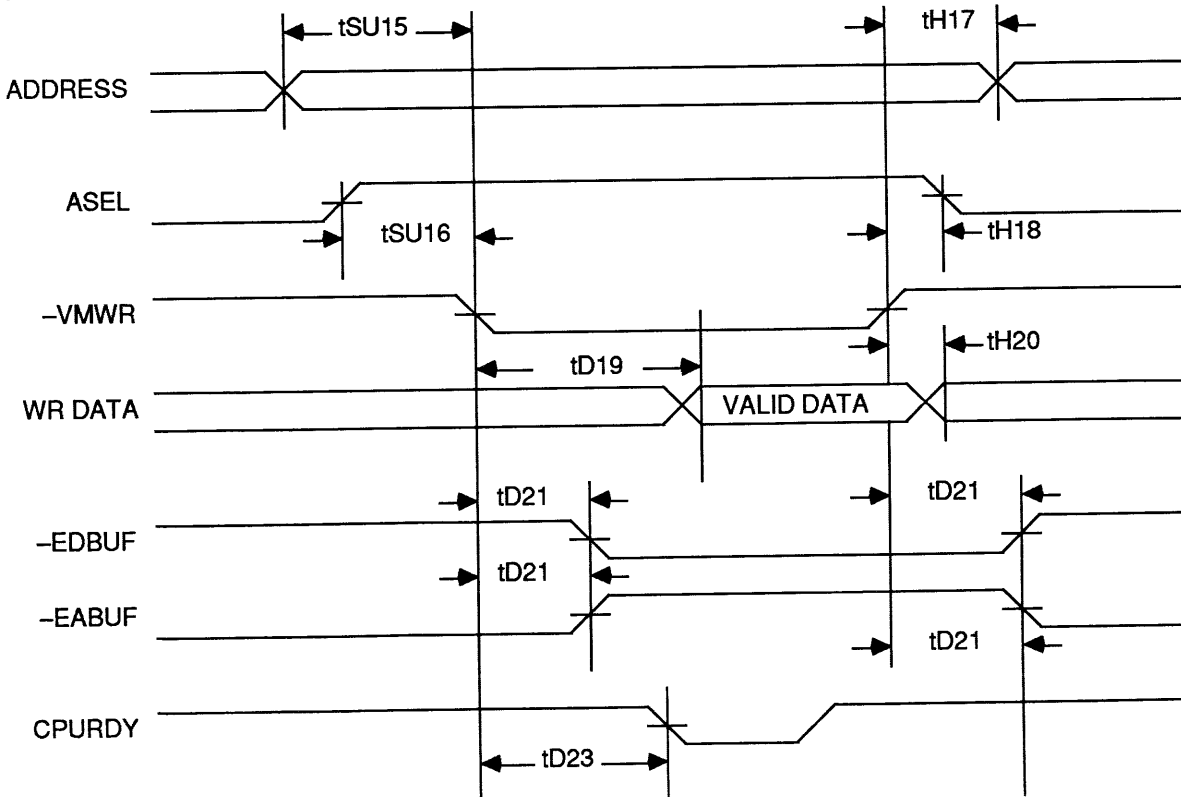 tSU15
tH17
ADDRESS
ASEL
tSU16
tH18
–VMWR
tH20
tD19
WR DATA
VALID DATA
tD21
tD21
–EDBUF
tD21
–EABUF
tD21
CPURDY
tD23